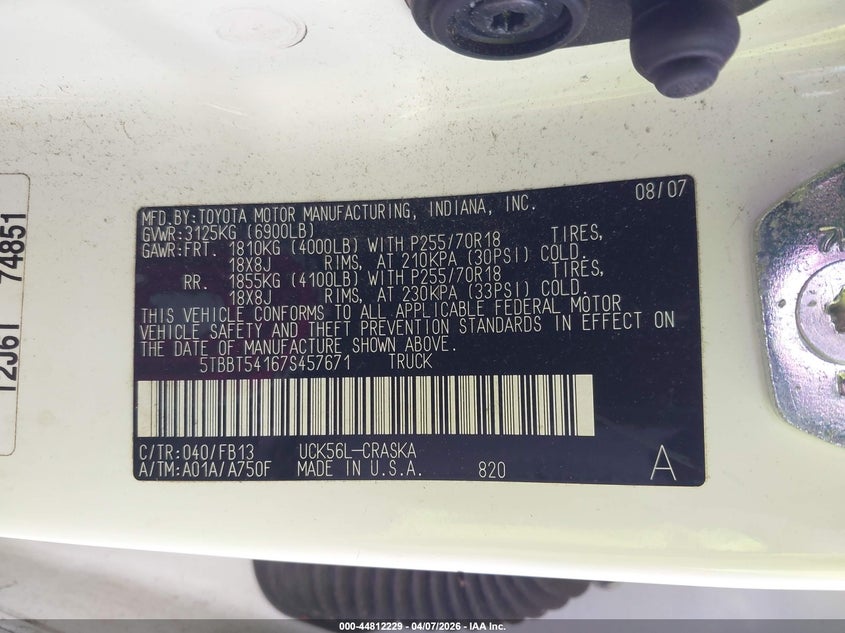 12J61 74851
08/07
MFD.BY:TOYOTA MOTOR MANUFACTURING, INDIANA, INC.
GVWR:3125KG (6900LB)
GAWR:FRT. 1810KG (4000LB) WITH P255/70R18 TIRES,
18X8J RIMS, AT 210KPA (30PSI) COLD.
RR. 1855KG (4100LB) WITH P255/70R18 TIRES,
18X8J RIMS, AT 230KPA (33PSI) COLD.
THIS VEHICLE CONFORMS TO ALL APPLICABLE FEDERAL MOTOR
VEHICLE SAFETY AND THEFT PREVENTION STANDARDS IN EFFECT ON
THE DATE OF MANUFACTURE SHOWN ABOVE.
5TBBT54167S457671 TRUCK
C/TR:040/FB13 UCK56L-CRASKA
A/TM:A01A/A750F MADE IN U.S.A. 820 A
000-44812229 - 04/07/2026 - IAA Inc.